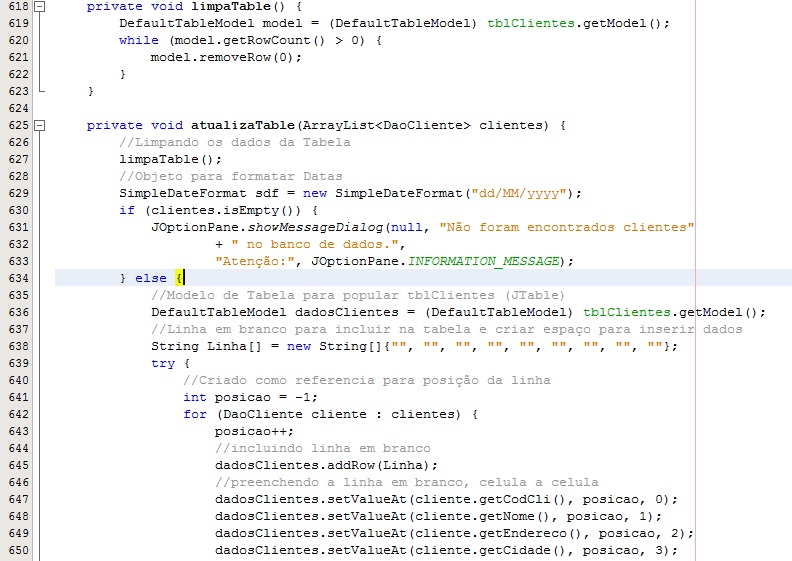 618 private void limpaTable() {
619 DefaultTableModel model = (DefaultTableModel) tblClientes.getModel();
620 while (model.getRowCount() > 0) {
621 model.removeRow(0);
622 }
623 }
624
625 private void atualizaTable(ArrayList<DaoCliente> clientes) {
626 //Limpando os dados da Tabela
627 limpaTable();
628 //Objeto para formatar Datas
629 SimpleDateFormat sdf = new SimpleDateFormat("dd/MM/yyyy");
630 if (clientes.isEmpty()) {
631 JOptionPane.showMessageDialog(null, "Não foram encontrados clientes"
632 + " no banco de dados.",
633 "Atenção:", JOptionPane.INFORMATION_MESSAGE);
634 } else {
635 //Modelo de Tabela para popular tblClientes (JTable)
636 DefaultTableModel dadosClientes = (DefaultTableModel) tblClientes.getModel();
637 //Linha em branco para incluir na tabela e criar espaço para inserir dados
638 String Linha[] = new String[]{"", "", "", "", "", "", "", "", ""};
639 try {
640 //Criado como referencia para posição da linha
641 int posicao = -1;
642 for (DaoCliente cliente : clientes) {
643 posicao++;
644 //incluindo linha em branco
645 dadosClientes.addRow(Linha);
646 //preenchendo a linha em branco, celula a celula
647 dadosClientes.setValueAt(cliente.getCodCli(), posicao, 0);
648 dadosClientes.setValueAt(cliente.getNome(), posicao, 1);
649 dadosClientes.setValueAt(cliente.getEndereco(), posicao, 2);
650 dadosClientes.setValueAt(cliente.getCidade(), posicao, 3);